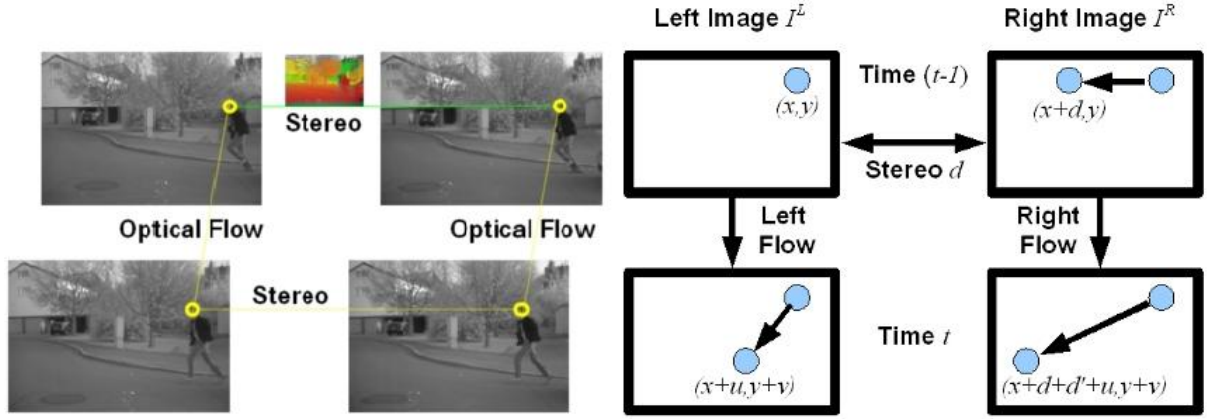 Stereo
Optical Flow
Optical Flow
Stereo
Left Image I^L
Right Image I^R
Time (t-1)
(x,y)
(x+d,y)
Stereo d
Left
Flow
Right
Flow
Time t
(x+u,y+v)
(x+d+d'+u,y+v)